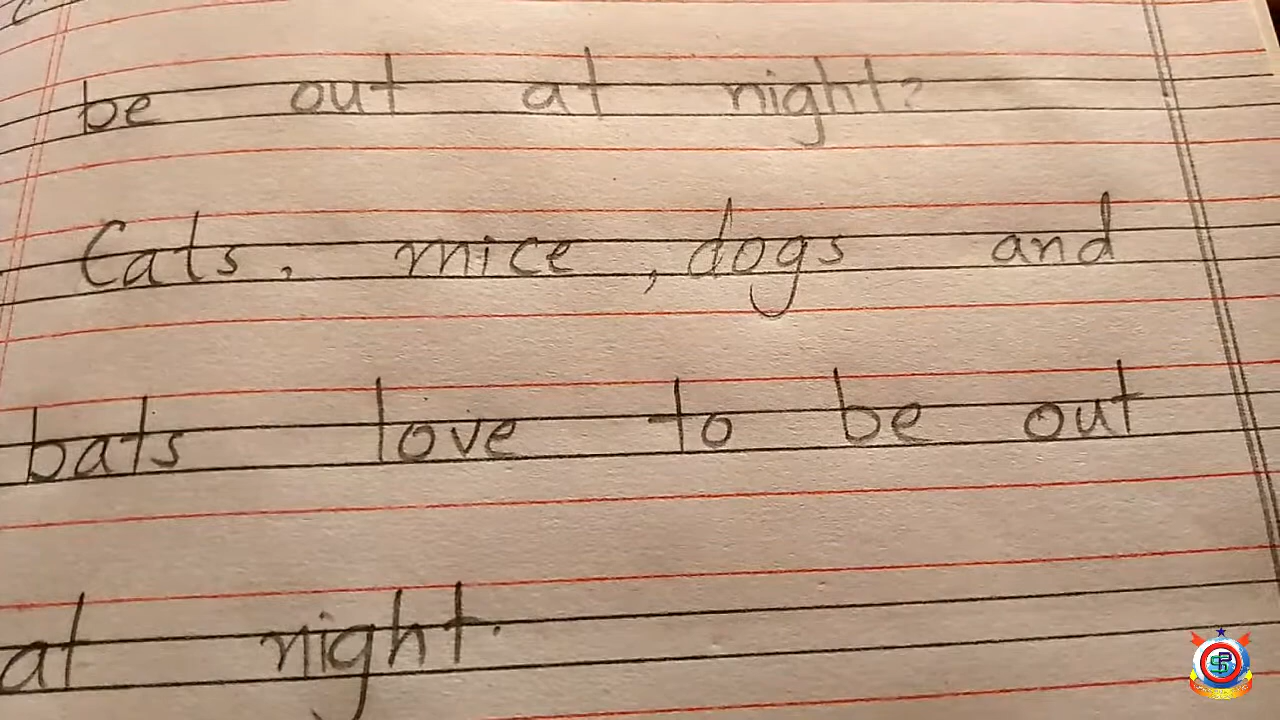 be out at night?
Cats, mice, dogs and
bats love to be out
at night.